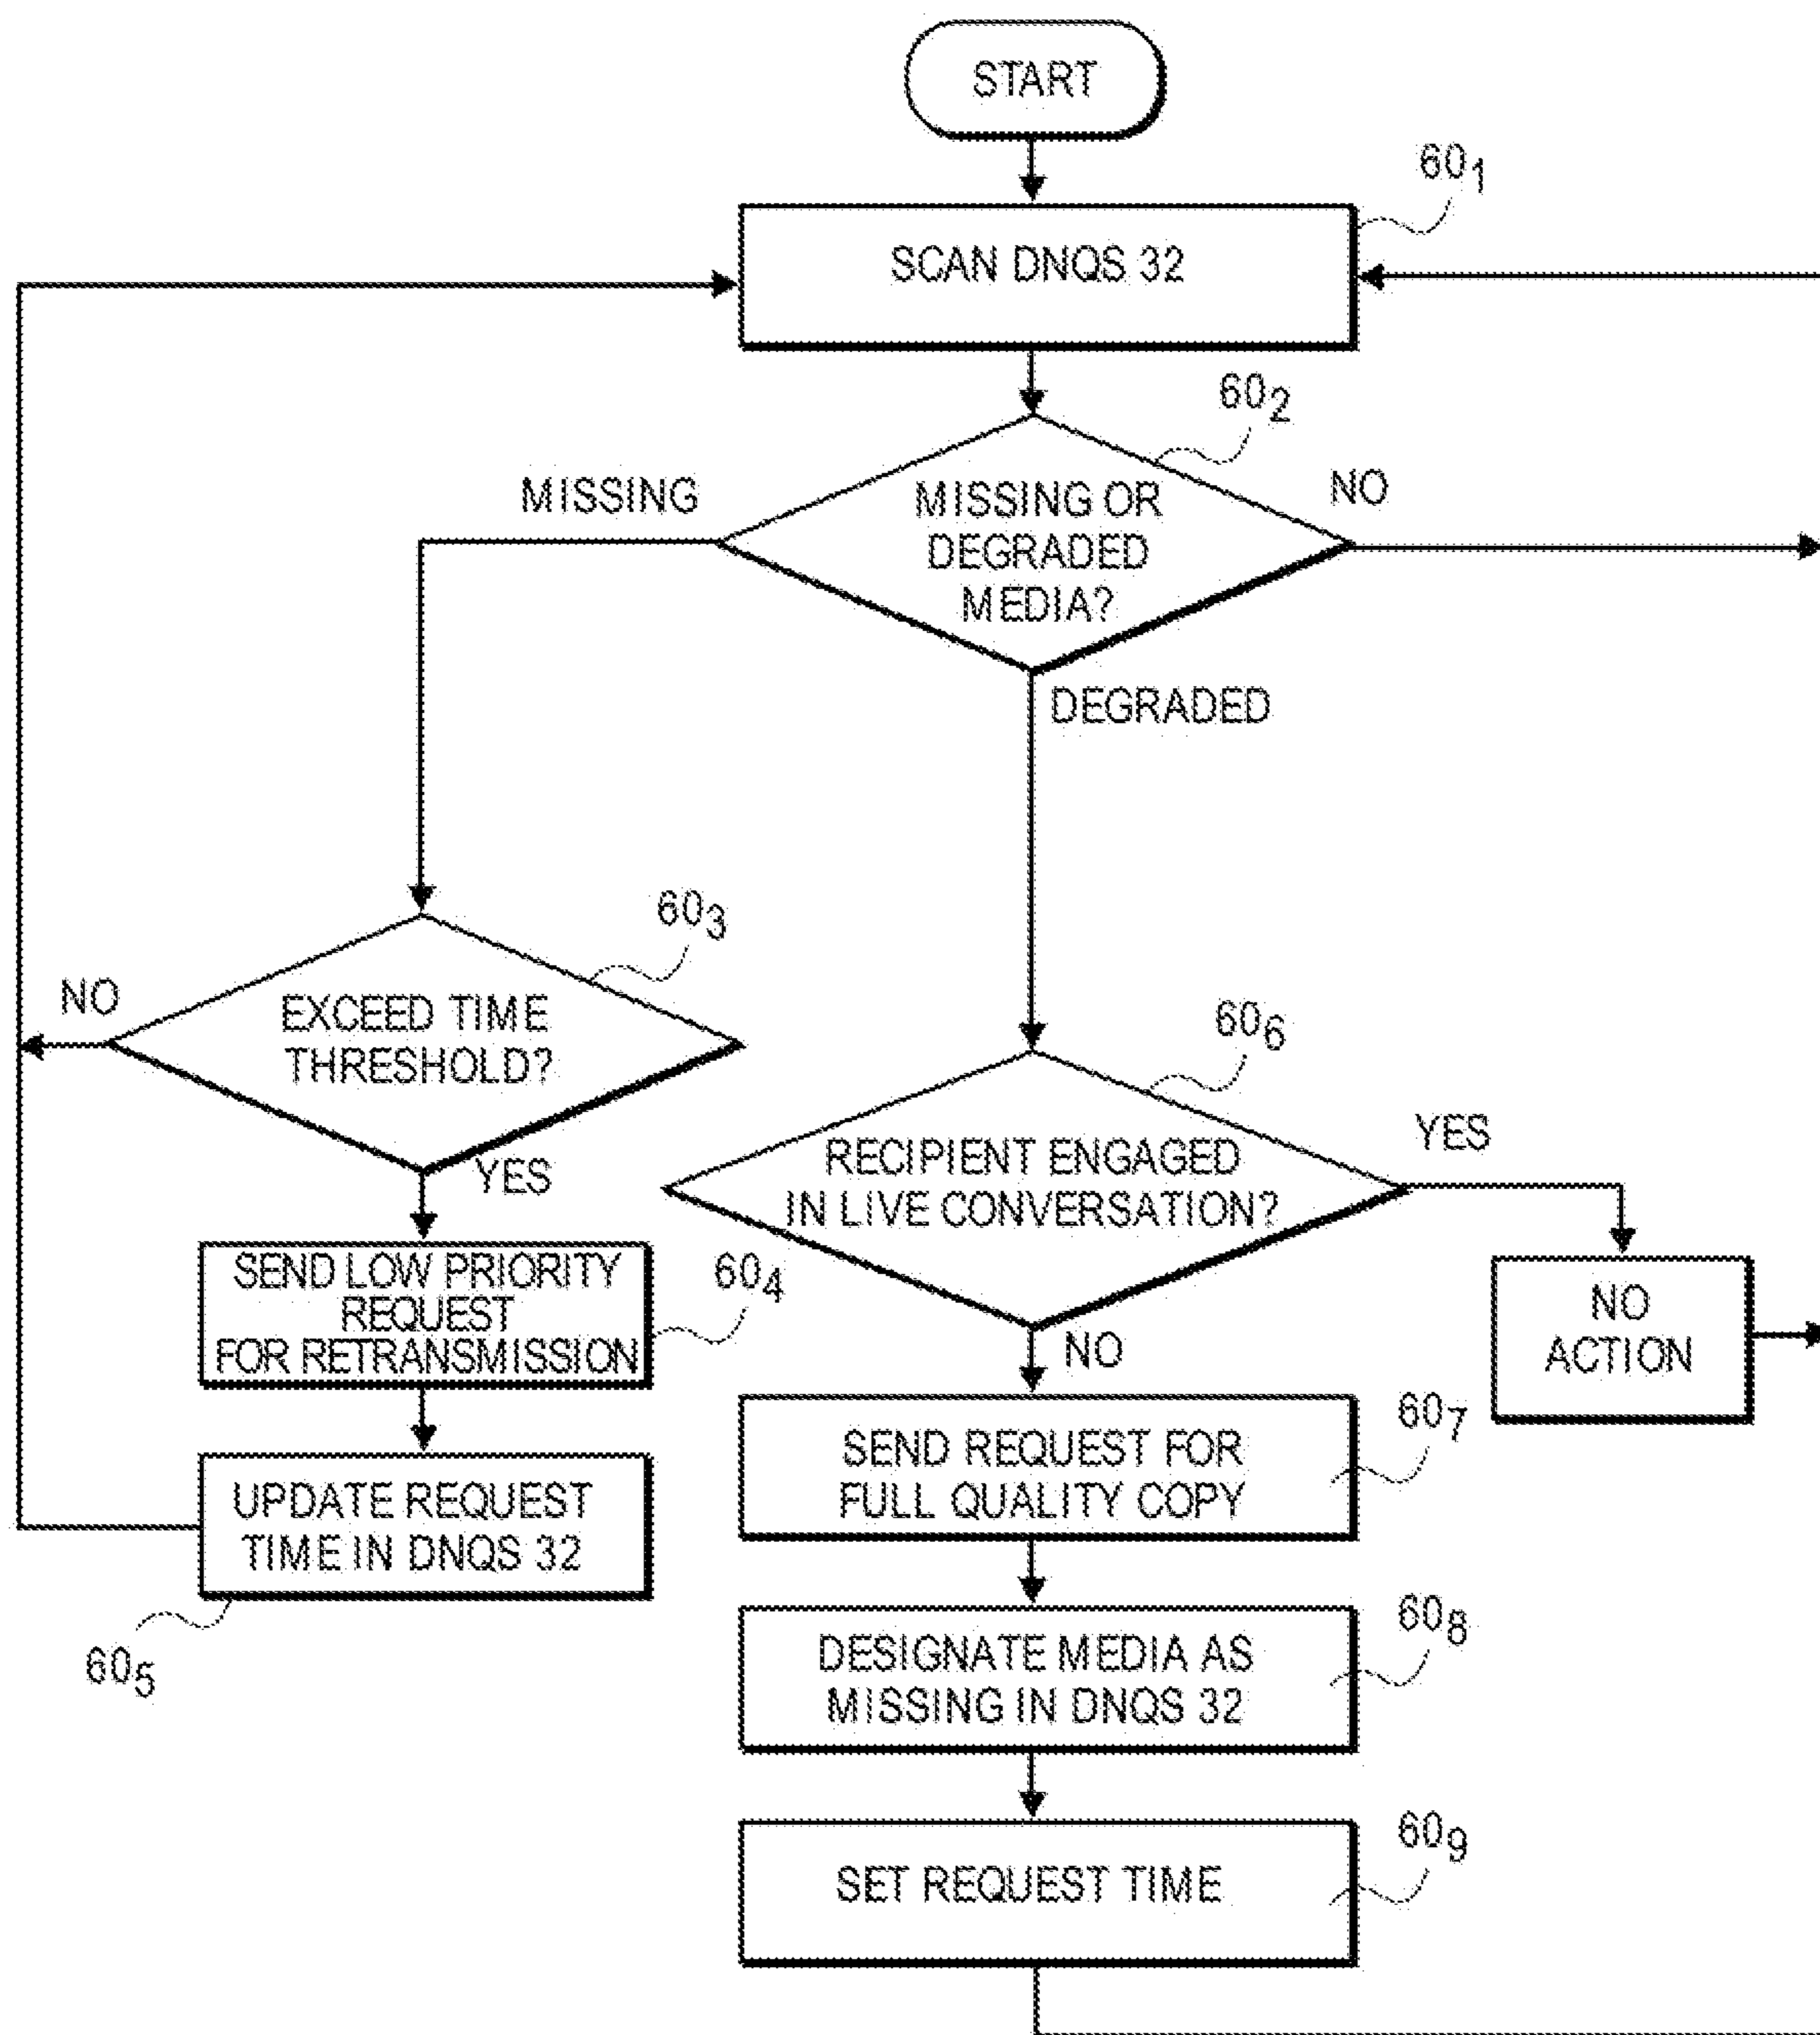 START
60₁
SCAN DNQS 32
60₂
MISSING
MISSING OR
DEGRADED
MEDIA?
NO
DEGRADED
60₃
NO
EXCEED TIME
THRESHOLD?
YES
60₆
RECIPIENT ENGAGED
IN LIVE CONVERSATION?
YES
SEND LOW PRIORITY
REQUEST
FOR RETRANSMISSION
60₄
NO
NO
ACTION
60₇
SEND REQUEST FOR
FULL QUALITY COPY
UPDATE REQUEST
TIME IN DNQS 32
60₅
60₈
DESIGNATE MEDIA AS
MISSING IN DNQS 32
60₉
SET REQUEST TIME